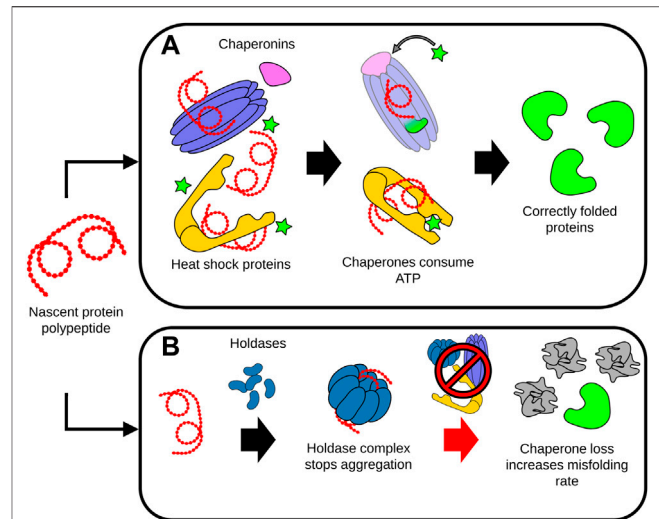 A
Chaperonins
Heat shock proteins
Chaperones consume
ATP
Correctly folded
proteins
Nascent protein
polypeptide
B
Holdases
Holdase complex
stops aggregation
Chaperone loss
increases misfolding
rate